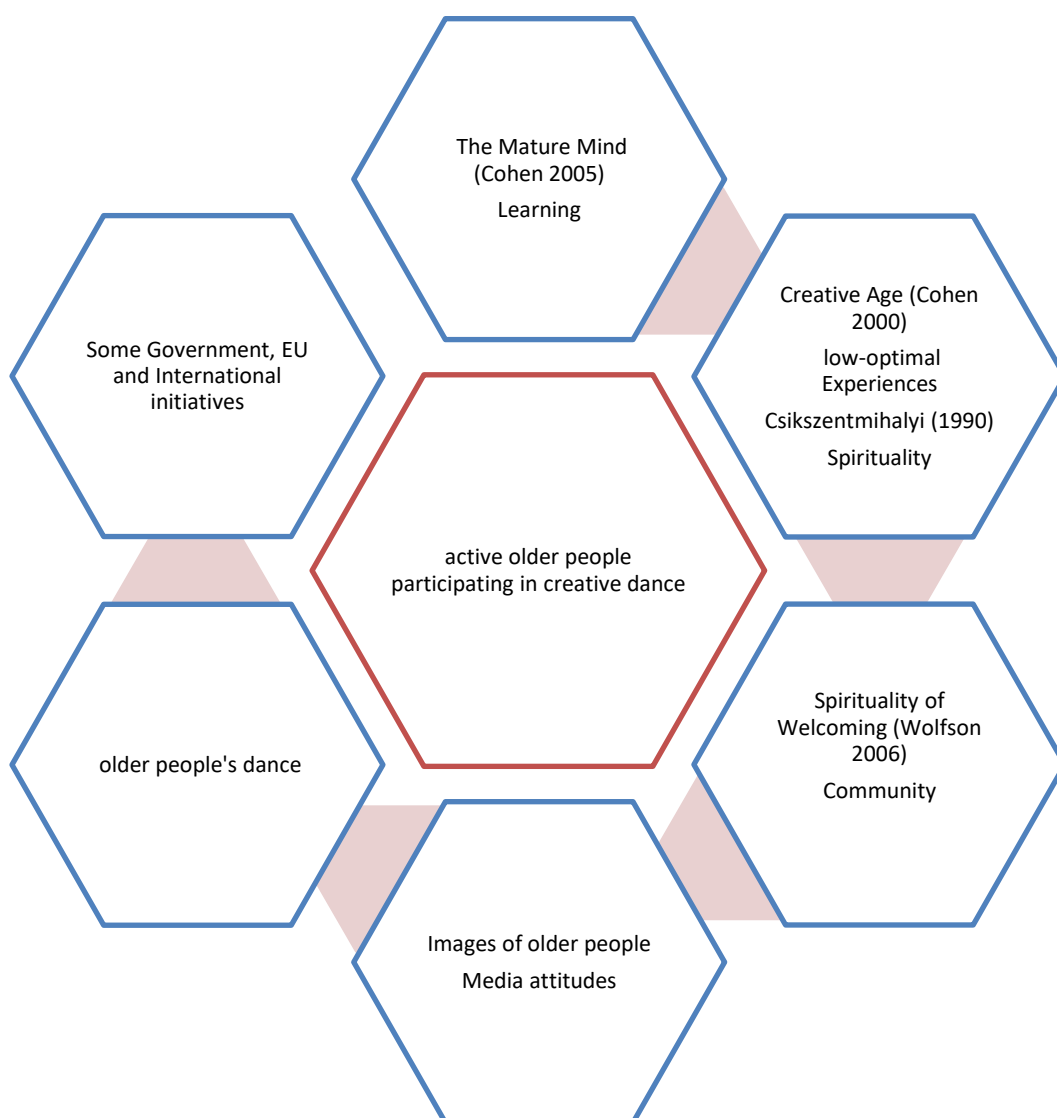 The Mature Mind
(Cohen 2005)
Learning
Creative Age (Cohen
2000)
low-optimal
Experiences
Csikszentmihalyi (1990)
Spirituality
Some Government, EU
and International
initiatives
active older people
participating in creative dance
Spirituality of
Welcoming (Wolfson
2006)
Community
older people's dance
Images of older people
Media attitudes